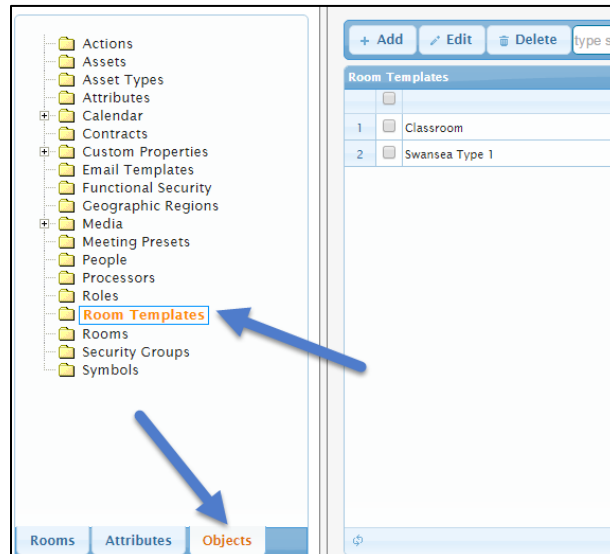 Actions
Assets
Asset Types
Attributes
Calendar
Contracts
Custom Properties
Email Templates
Functional Security
Geographic Regions
Media
Meeting Presets
People
Processors
Roles
Room Templates
Rooms
Security Groups
Symbols
Rooms Attributes Objects
+ Add Edit Delete type s
Room Templates
1 Classroom
2 Swansea Type 1